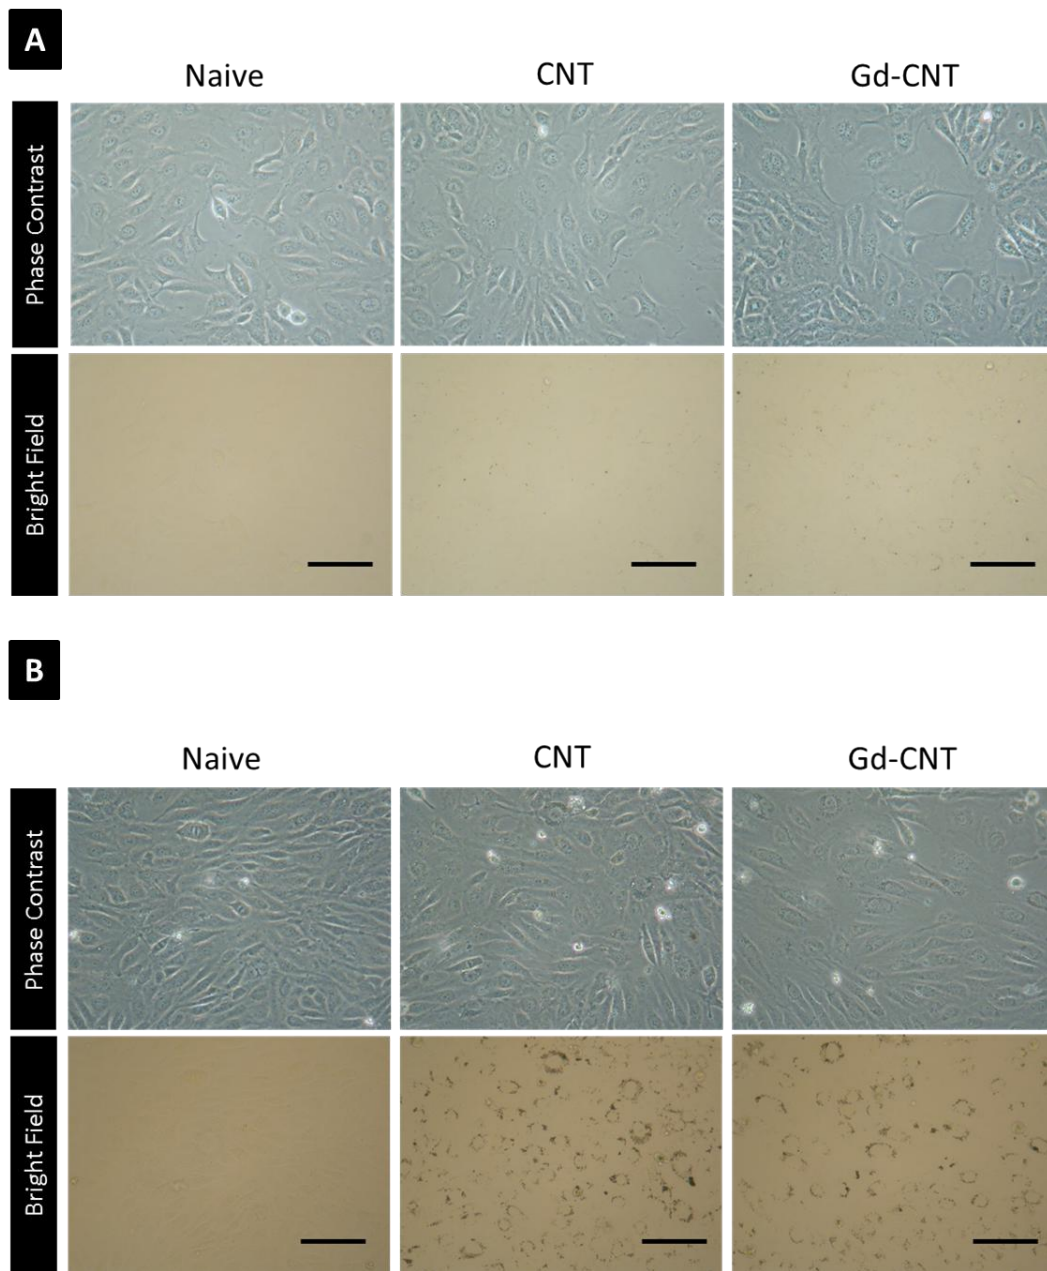 A
Naive CNT Gd-CNT
Phase Contrast
Bright Field
B
Naive CNT Gd-CNT
Phase Contrast
Bright Field